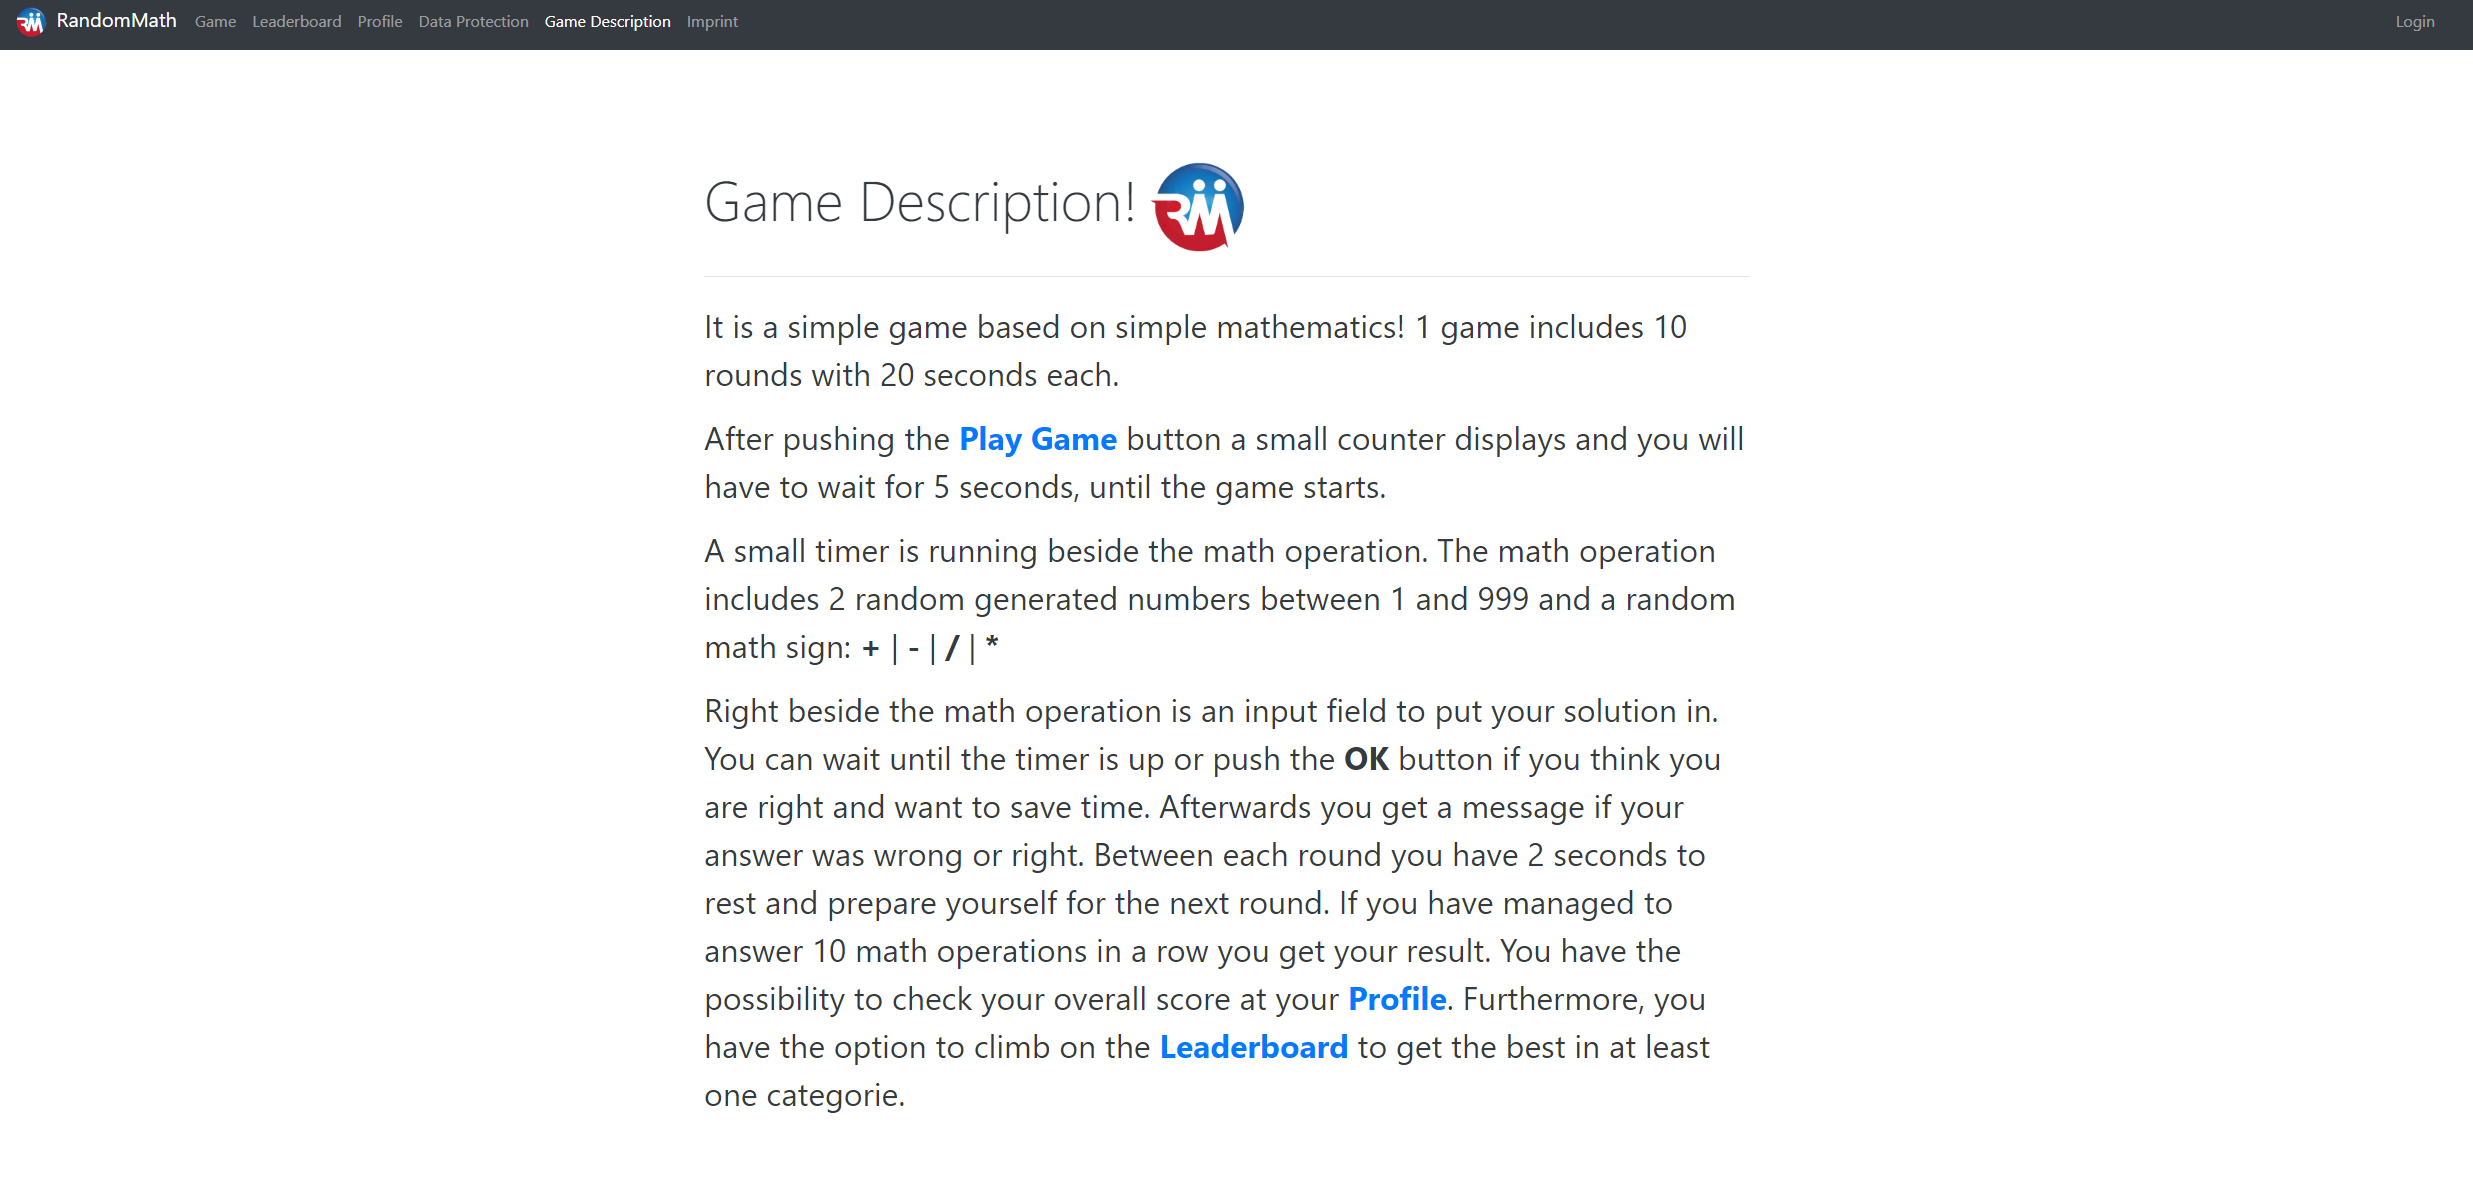 RandomMath Game Leaderboard Profile Data Protection Game Description Imprint Login
Game Description! RM
It is a simple game based on simple mathematics! 1 game includes 10
rounds with 20 seconds each.
After pushing the Play Game button a small counter displays and you will
have to wait for 5 seconds, until the game starts.
A small timer is running beside the math operation. The math operation
includes 2 random generated numbers between 1 and 999 and a random
math sign: + | - | / | *
Right beside the math operation is an input field to put your solution in.
You can wait until the timer is up or push the OK button if you think you
are right and want to save time. Afterwards you get a message if your
answer was wrong or right. Between each round you have 2 seconds to
rest and prepare yourself for the next round. If you have managed to
answer 10 math operations in a row you get your result. You have the
possibility to check your overall score at your Profile. Furthermore, you
have the option to climb on the Leaderboard to get the best in at least
one categorie.